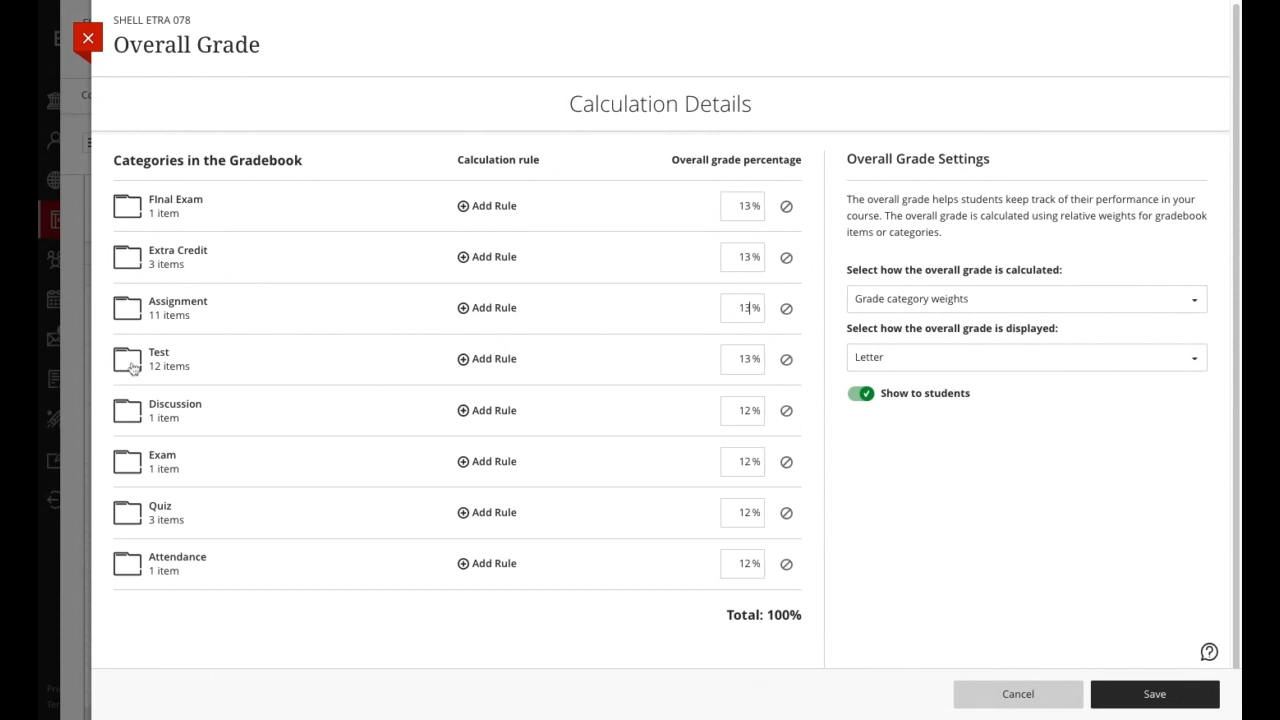 SHELL ETRA 078
Overall Grade
Calculation Details
Categories in the Gradebook
Calculation rule
Overall grade percentage
FInal Exam
1 item
Add Rule
13%
Extra Credit
3 items
Add Rule
13%
Assignment
11 items
Add Rule
13%
Test
12 items
Add Rule
13%
Discussion
1 item
Add Rule
12%
Exam
1 item
Add Rule
12%
Quiz
3 items
Add Rule
12%
Attendance
1 item
Add Rule
12%
Total: 100%
Overall Grade Settings
The overall grade helps students keep track of their performance in your
course. The overall grade is calculated using relative weights for gradebook
items or categories.
Select how the overall grade is calculated:
Grade category weights
Select how the overall grade is displayed:
Letter
Show to students
Cancel
Save